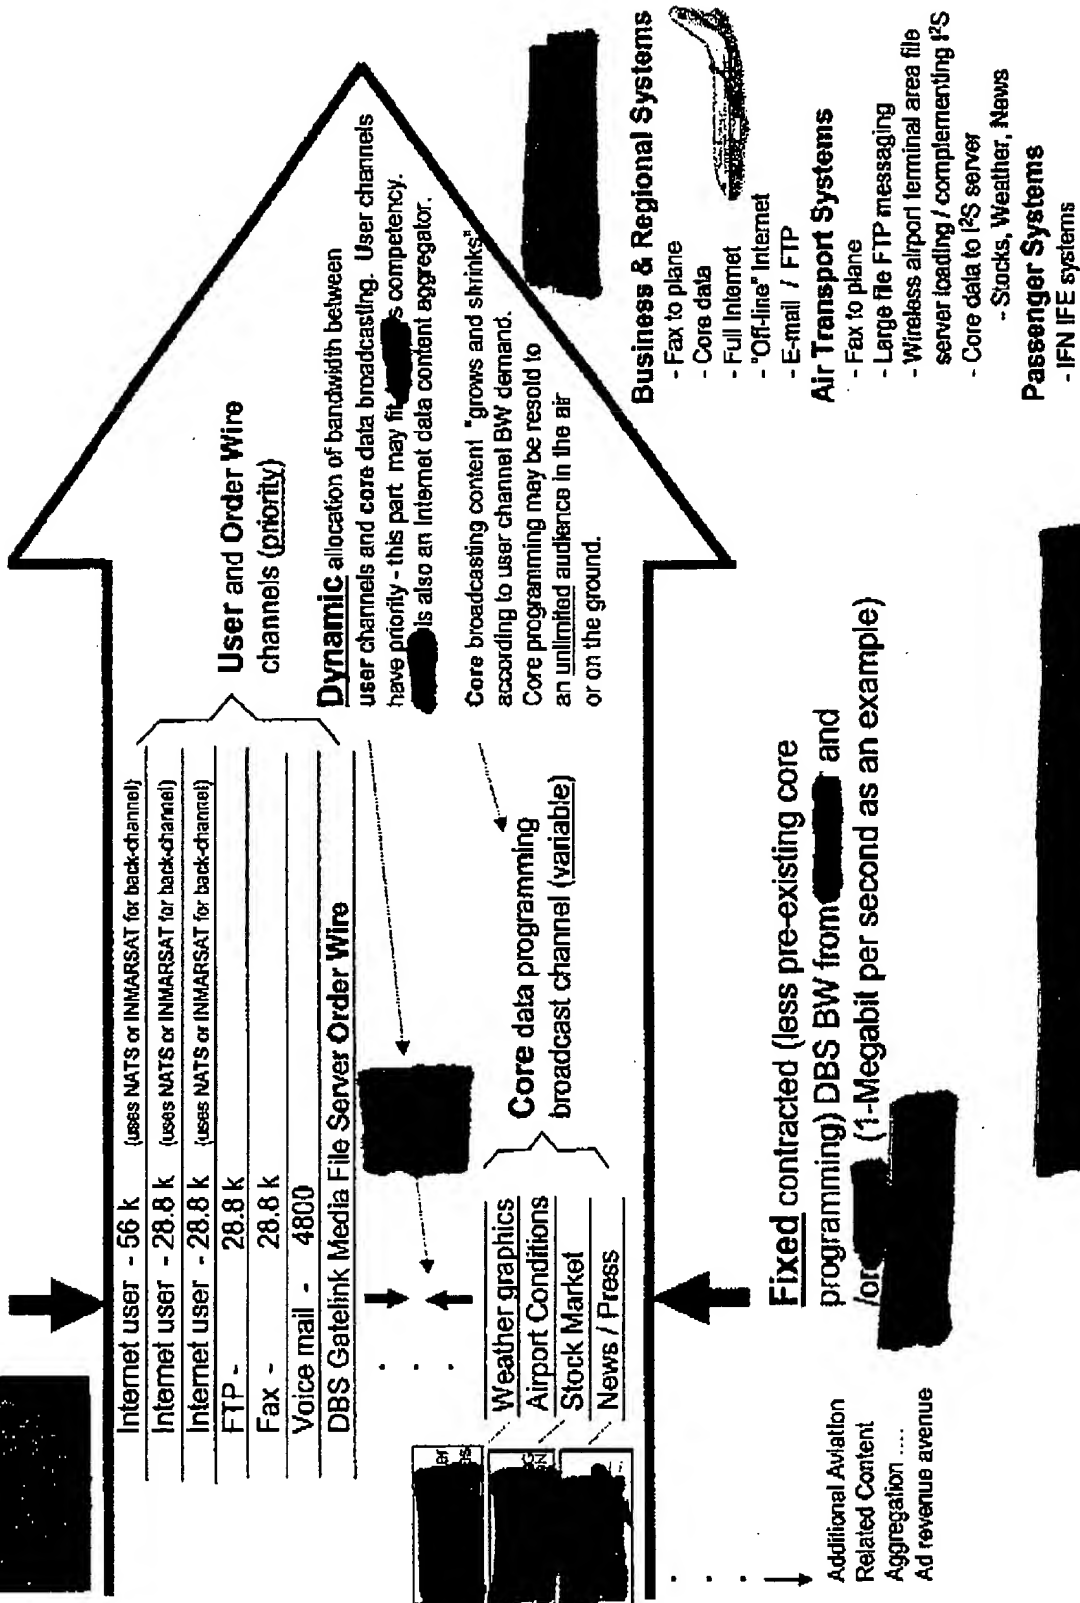 Internet user - 56 k (uses NATS or INMARSAT for back-channel)
Internet user - 28.8 k (uses NATS or INMARSAT for back-channel)
Internet user - 28.8 k (uses NATS or INMARSAT for back-channel)
FTP - 28.8 k
Fax - 28.8 k
Voice mail - 4800
DBS Gatelink Media File Server Order Wire
User and Order Wire
channels (priority)
Dynamic allocation of bandwidth between
user channels and core data broadcasting. User channels
have priority - this part may fit s competency.
is also an Internet data content aggregator.
Core broadcasting content "grows and shrinks"
according to user channel BW demand.
Core programming may be resold to
an unlimited audience in the air
or on the ground.
Weather graphics
Airport Conditions
Stock Market
News / Press
Core data programming
broadcast channel (variable)
Additional Aviation
Related Content
Aggregation ....
Ad revenue avenue
Fixed contracted (less pre-existing core
programming) DBS BW from and
/or (1-Megabit per second as an example)
Business & Regional Systems
- Fax to plane
- Core data
- Full Internet
- "Off-line" Internet
- E-mail / FTP
Air Transport Systems
- Fax to plane
- Large file FTP messaging
- Wireless airport terminal area file
server loading / complementing I²S
- Core data to I²S server
- Stocks, Weather, News
Passenger Systems
- IFN IFE systems